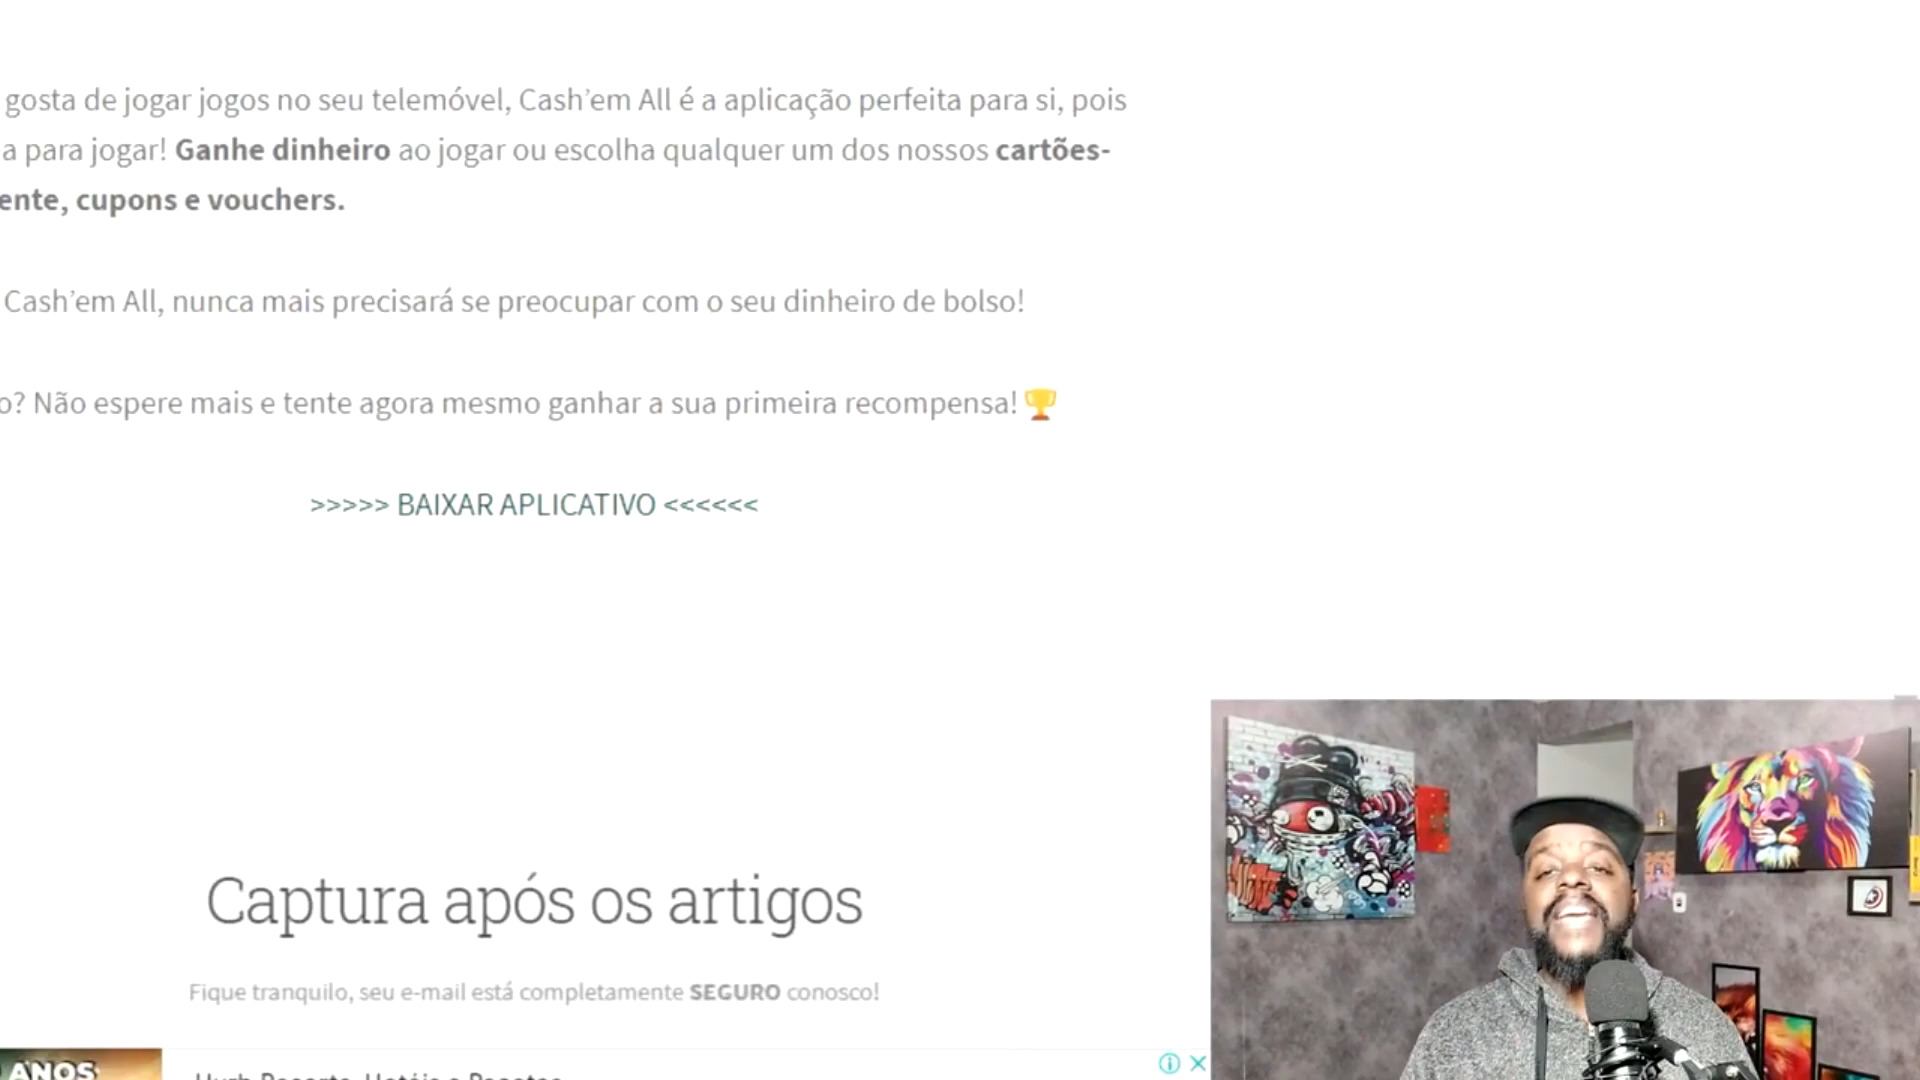 gosta de jogar jogos no seu telemóvel, Cash’em All é a aplicação perfeita para si, pois
a para jogar! Ganhe dinheiro ao jogar ou escolha qualquer um dos nossos cartões-
ente, cupons e vouchers.
Cash’em All, nunca mais precisará se preocupar com o seu dinheiro de bolso!
o? Não espere mais e tente agora mesmo ganhar a sua primeira recompensa!🏆
>>>>> BAIXAR APLICATIVO <<<<<<
Captura após os artigos
Fique tranquilo, seu e-mail está completamente SEGURO conosco!
ANOS